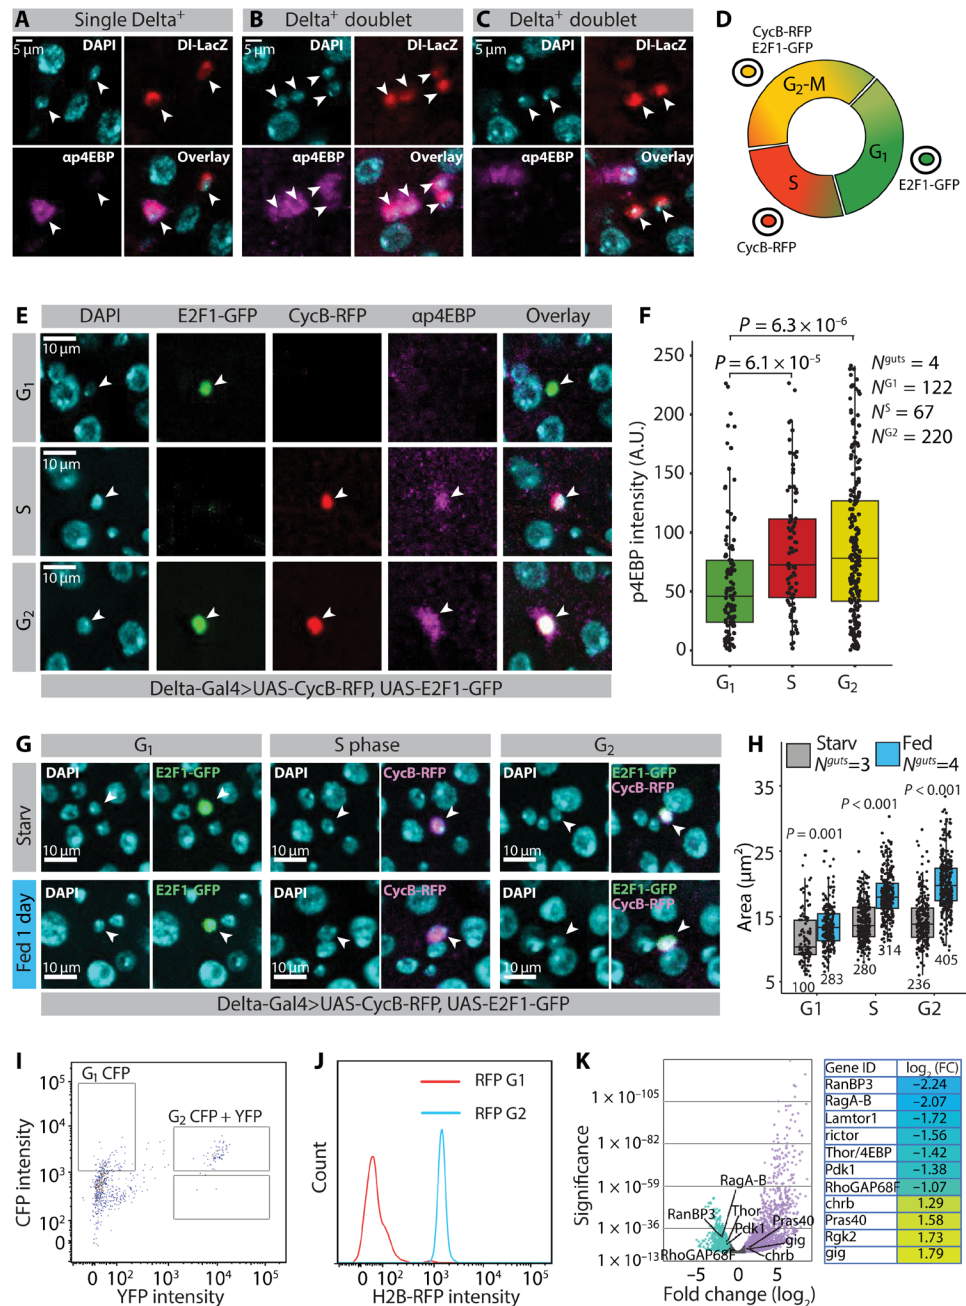 A Single Delta⁺
B Delta⁺ doublet
C Delta⁺ doublet
D
5 μm DAPI Dl-LacZ
αp4EBP Overlay
5 μm DAPI Dl-LacZ
αp4EBP Overlay
5 μm DAPI Dl-LacZ
αp4EBP Overlay
CycB-RFP
E2F1-GFP
G₂-M
G₁
S
E2F1-GFP
CycB-RFP
E DAPI E2F1-GFP CycB-RFP αp4EBP Overlay
G₁ 10 μm
S 10 μm
G₂ 10 μm
Delta-Gal4>UAS-CycB-RFP, UAS-E2F1-GFP
F
P = 6.3 × 10⁻⁶
P = 6.1 × 10⁻⁵
Nᵍᵘᵗˢ = 4
Nᴳ¹ = 122
Nˢ = 67
Nᴳ² = 220
p4EBP intensity (A.U.)
250
200
150
100
50
0
G₁ S G₂
G G₁ S phase G₂
Starv
DAPI E2F1-GFP DAPI CycB-RFP DAPI E2F1-GFP
CycB-RFP
10 μm 10 μm 10 μm
Fed 1 day
DAPI E2F1-GFP DAPI CycB-RFP DAPI E2F1-GFP
CycB-RFP
10 μm 10 μm 10 μm
Delta-Gal4>UAS-CycB-RFP, UAS-E2F1-GFP
H Starv Fed
Nᵍᵘᵗˢ=3 Nᵍᵘᵗˢ=4
P < 0.001
P < 0.001
P = 0.001
Area (μm²)
35
25
15
5
100 283 280 314 236 405
G1 S G2
I
G₁ CFP
G₂ CFP + YFP
CFP intensity
10⁵
10⁴
10³
10²
0
0 10² 10³ 10⁴ 10⁵
YFP intensity
J
RFP G1
RFP G2
Count
0 10² 10³ 10⁴ 10⁵
H2B-RFP intensity
K
Significance
1 × 10⁻¹⁰⁵
1 × 10⁻⁸²
1 × 10⁻⁵⁹
1 × 10⁻³⁶
1 × 10⁻¹³
RagA-B
RanBP3 Thor
Pdk1 Pras40
gig
RhoGAP68F chrb
−5 0 5
Fold change (log₂)
Gene ID log₂ (FC)
RanBP3 −2.24
RagA-B −2.07
Lamtor1 −1.72
rictor −1.56
Thor/4EBP −1.42
Pdk1 −1.38
RhoGAP68F −1.07
chrb 1.29
Pras40 1.58
Rgk2 1.73
gig 1.79